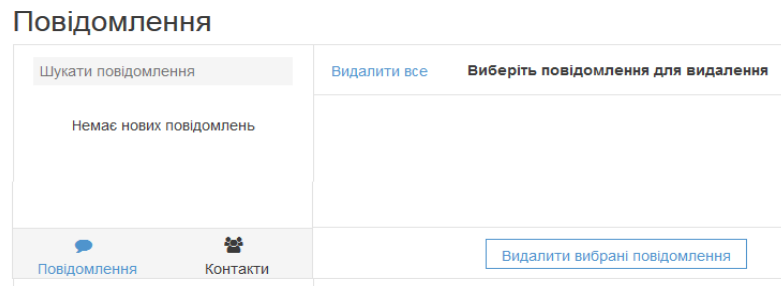 Повідомлення
Шукати повідомлення
Видалити все
Виберіть повідомлення для видалення
Немає нових повідомлень
Повідомлення
Контакти
Видалити вибрані повідомлення